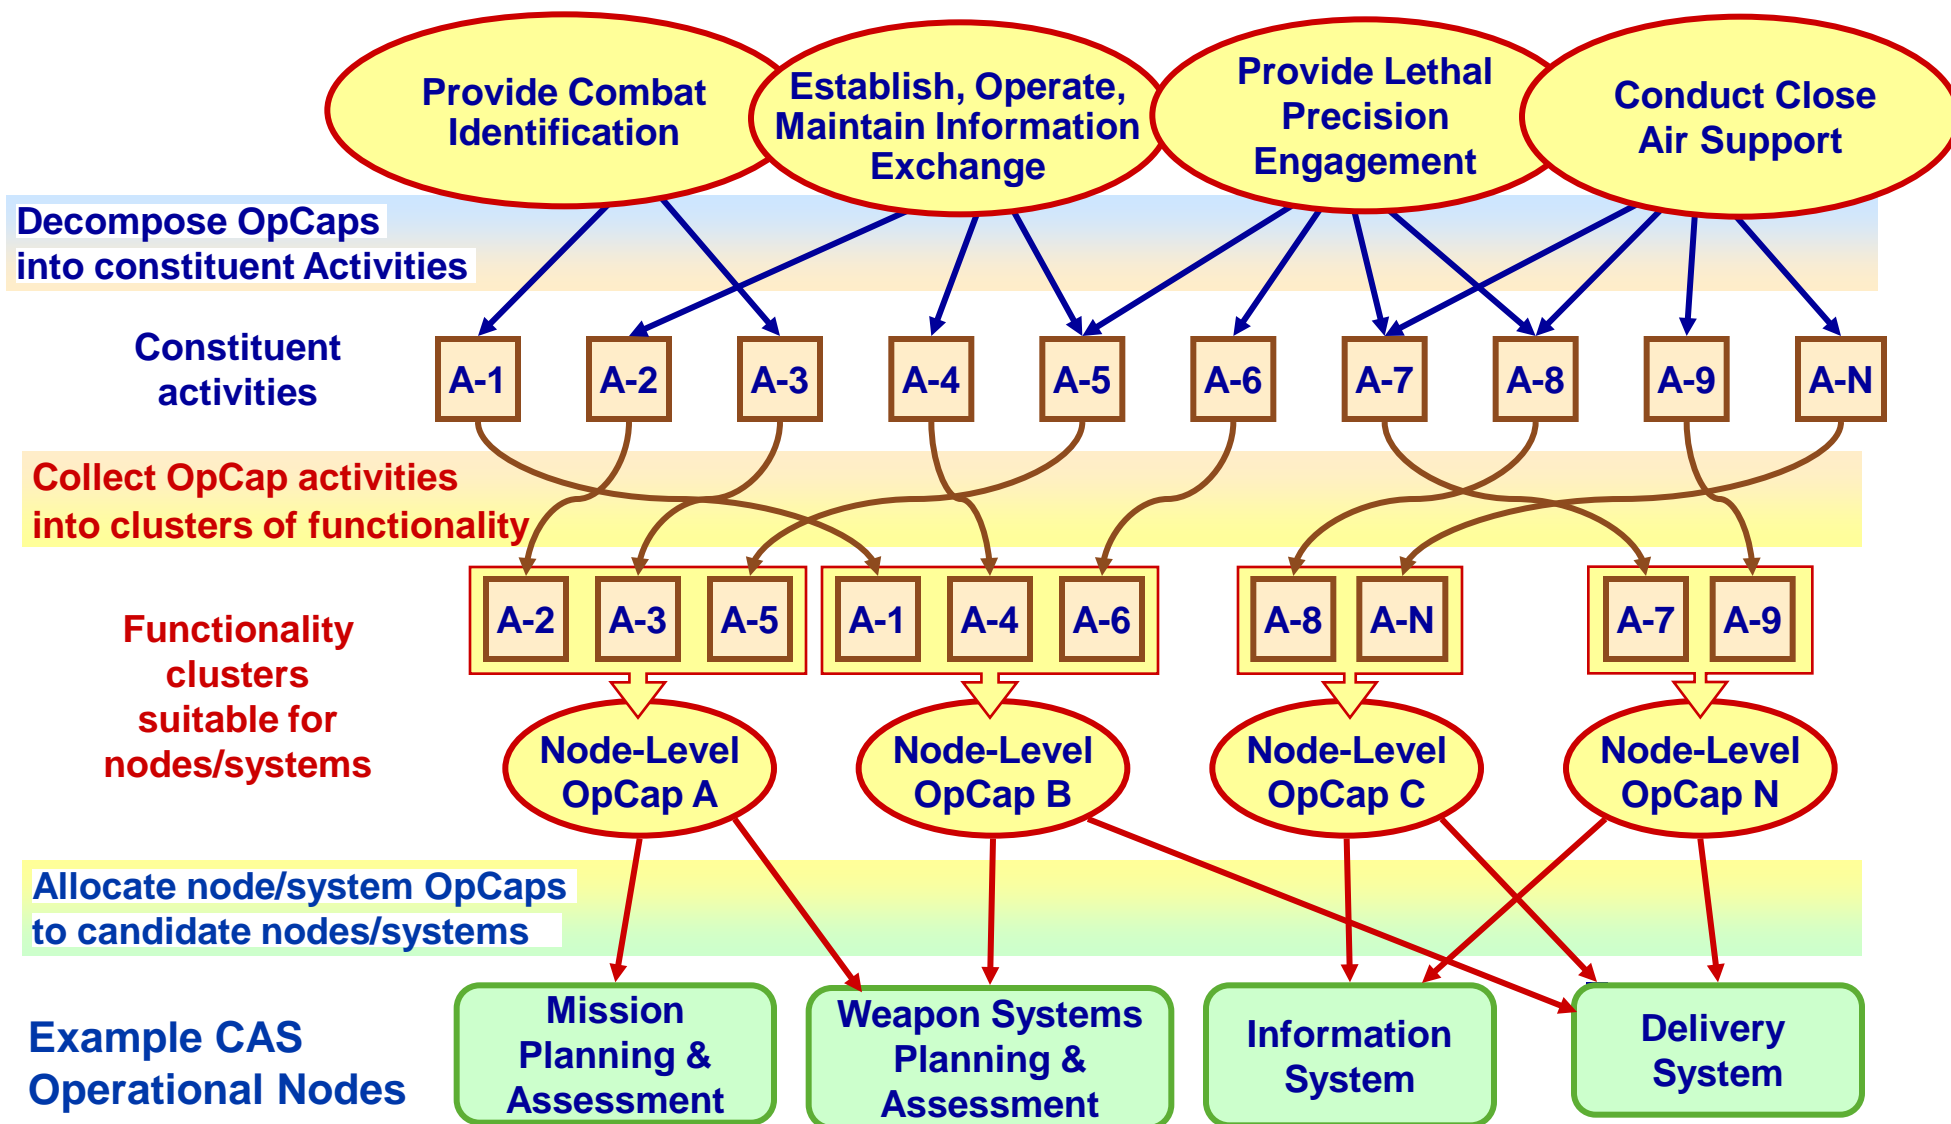 Provide Combat
Identification
Establish, Operate,
Maintain Information
Exchange
Provide Lethal
Precision
Engagement
Conduct Close
Air Support
Decompose OpCaps
into constituent Activities
Constituent
activities
A-1
A-2
A-3
A-4
A-5
A-6
A-7
A-8
A-9
A-N
Collect OpCap activities
into clusters of functionality
Functionality
clusters
suitable for
nodes/systems
A-2
A-3
A-5
A-1
A-4
A-6
A-8
A-N
A-7
A-9
Node-Level
OpCap A
Node-Level
OpCap B
Node-Level
OpCap C
Node-Level
OpCap N
Allocate node/system OpCaps
to candidate nodes/systems
Example CAS
Operational Nodes
Mission
Planning &
Assessment
Weapon Systems
Planning &
Assessment
Information
System
Delivery
System